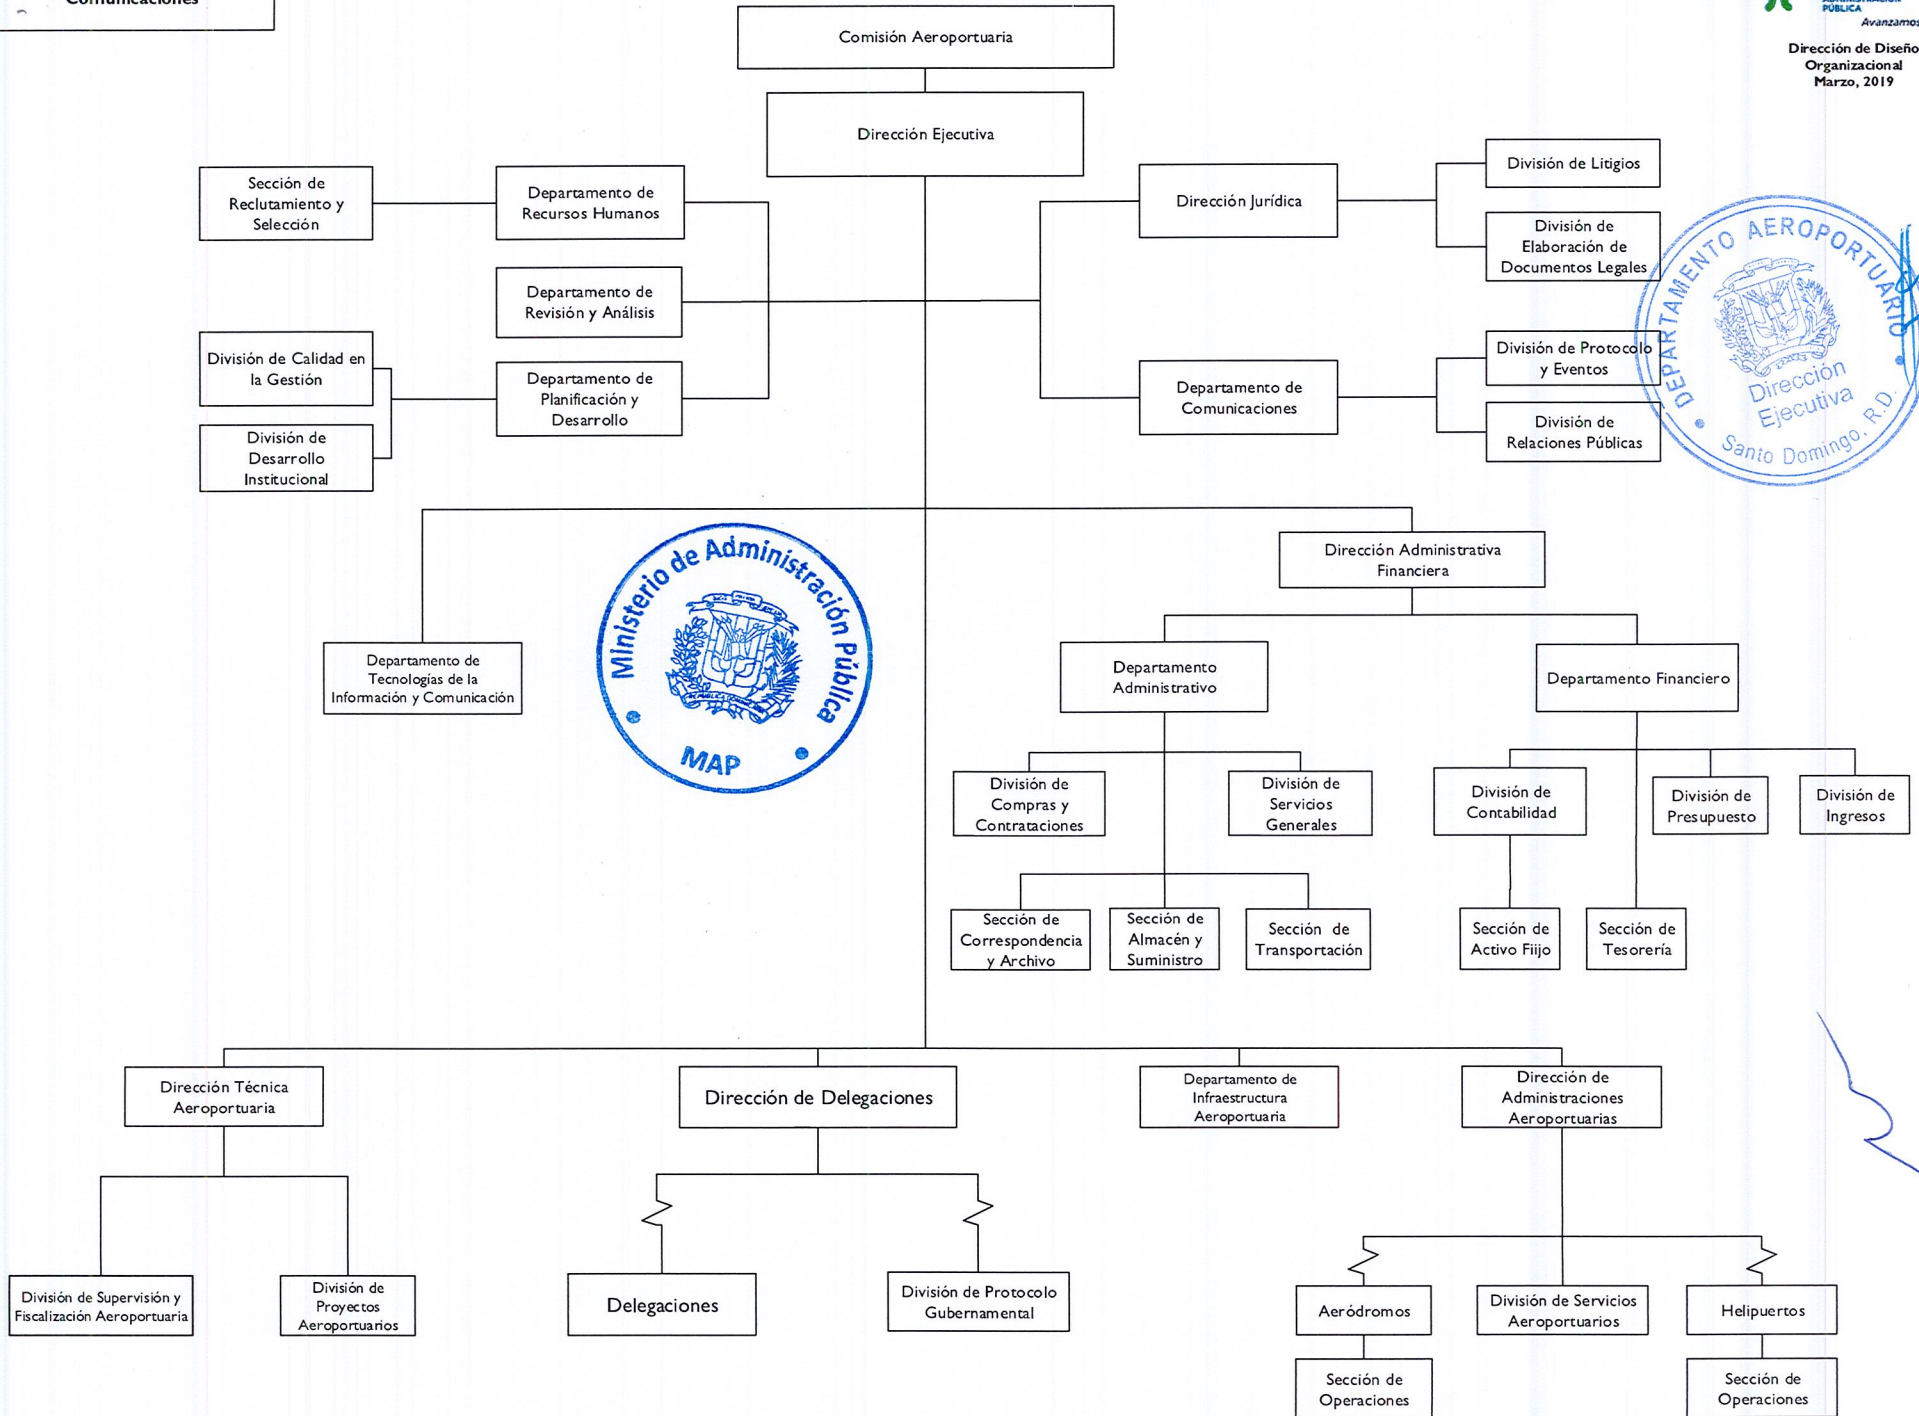 Comunicaciones
PÚBLICA
Avanzamos
Dirección de Diseño
Organizacional
Marzo, 2019
Comisión Aeroportuaria
Dirección Ejecutiva
Sección de
Reclutamiento y
Selección
Departamento de
Recursos Humanos
Dirección Jurídica
División de Litigios
División de
Elaboración de
Documentos Legales
Departamento de
Revisión y Análisis
División de Calidad en
la Gestión
Departamento de
Planificación y
Desarrollo
División de
Desarrollo
Institucional
Departamento de
Comunicaciones
División de Protocolo
y Eventos
División de
Relaciones Públicas
DEPARTAMENTO AEROPORTUARIO
Dirección
Ejecutiva
Santo Domingo, R.D.
Dirección Administrativa
Financiera
Ministerio de Administración Pública
MAP
Departamento de
Tecnologías de la
Información y Comunicación
Departamento
Administrativo
Departamento Financiero
División de
Compras y
Contrataciones
División de
Servicios
Generales
División de
Contabilidad
División de
Presupuesto
División de
Ingresos
Sección de
Correspondencia
y Archivo
Sección de
Almacén y
Suministro
Sección de
Transportación
Sección de
Activo Fiijo
Sección de
Tesorería
Dirección Técnica
Aeroportuaria
Dirección de Delegaciones
Departamento de
Infraestructura
Aeroportuaria
Dirección de
Administraciones
Aeroportuarias
División de Supervisión y
Fiscalización Aeroportuaria
División de
Proyectos
Aeroportuarios
Delegaciones
División de Protocolo
Gubernamental
Aeródromos
División de Servicios
Aeroportuarios
Helipuertos
Sección de
Operaciones
Sección de
Operaciones